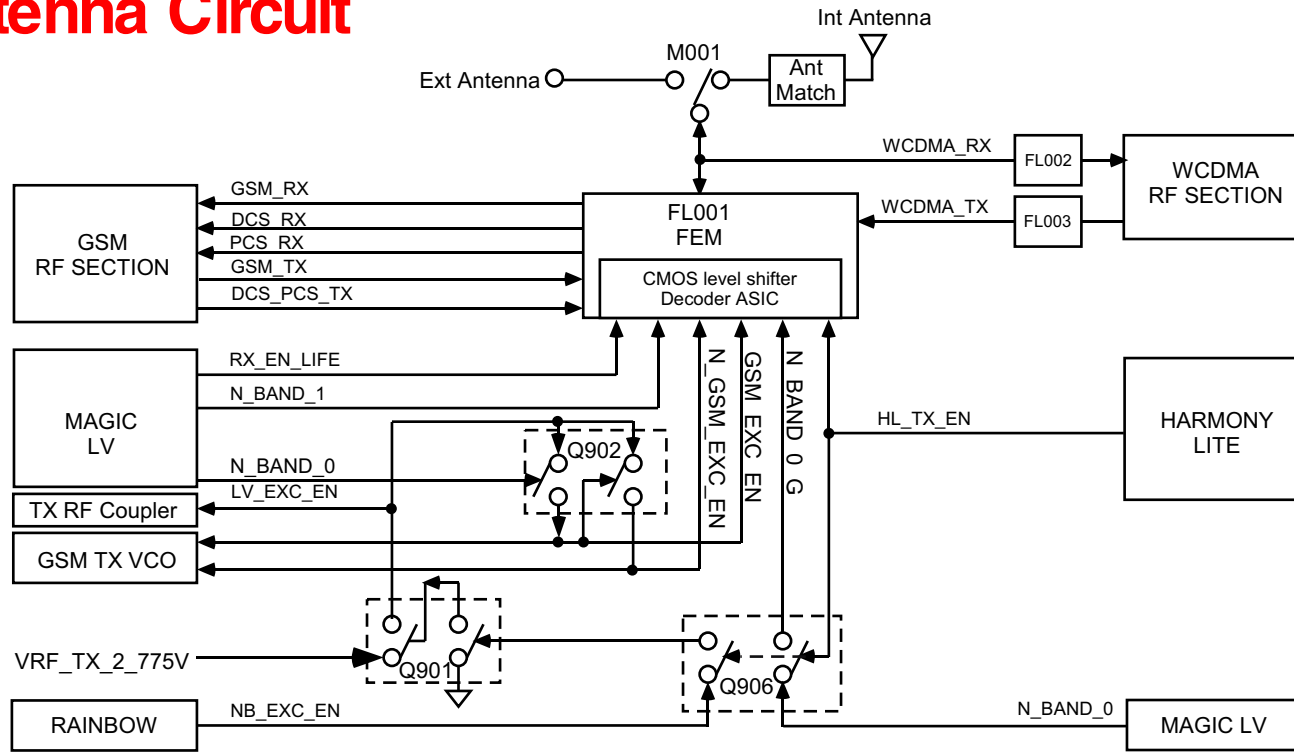 tenna Circuit
Int Antenna
M001
Ext Antenna
Ant
Match
WCDMA_RX
FL002
WCDMA
RF SECTION
WCDMA_TX
FL003
GSM
RF SECTION
GSM_RX
DCS_RX
PCS_RX
GSM_TX
DCS_PCS_TX
FL001
FEM
CMOS level shifter
Decoder ASIC
MAGIC
LV
RX_EN_LIFE
N_BAND_1
N_BAND_0
LV_EXC_EN
Q902
N_GSM_EXC_EN
GSM_EXC_EN
N_BAND_0_G
HL_TX_EN
HARMONY
LITE
TX RF Coupler
GSM TX VCO
VRF_TX_2_775V
Q901
Q906
RAINBOW
NB_EXC_EN
N_BAND_0
MAGIC LV